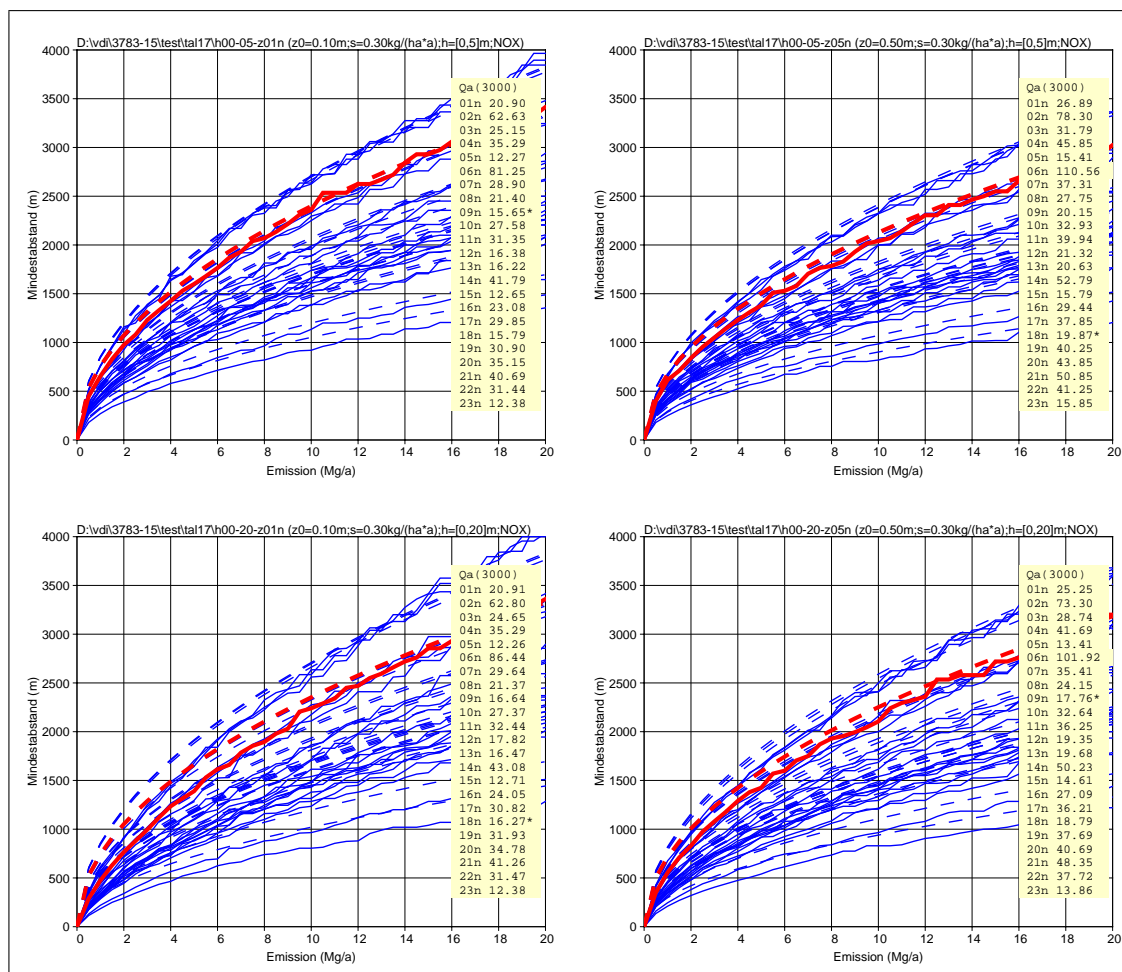 D:\vdi\3783-15\test\tal17\h00-05-z01n (z0=0.10m;s=0.30kg/(ha*a);h=[0,5]m;NOX)
4000
3500
3000
2500
2000
1500
1000
500
0
Mindestabstand (m)
0 2 4 6 8 10 12 14 16 18 20
Emission (Mg/a)
Qa(3000)
01n 20.90
02n 62.63
03n 25.15
04n 35.29
05n 12.27
06n 81.25
07n 28.90
08n 21.40
09n 15.65*
10n 27.58
11n 31.35
12n 16.38
13n 16.22
14n 41.79
15n 12.65
16n 23.08
17n 29.85
18n 15.79
19n 30.90
20n 35.15
21n 40.69
22n 31.44
23n 12.38
D:\vdi\3783-15\test\tal17\h00-05-z05n (z0=0.50m;s=0.30kg/(ha*a);h=[0,5]m;NOX)
4000
3500
3000
2500
2000
1500
1000
500
0
Mindestabstand (m)
0 2 4 6 8 10 12 14 16 18 20
Emission (Mg/a)
Qa(3000)
01n 26.89
02n 78.30
03n 31.79
04n 45.85
05n 15.41
06n 110.56
07n 37.31
08n 27.75
09n 20.15
10n 32.93
11n 39.94
12n 21.32
13n 20.63
14n 52.79
15n 15.79
16n 29.44
17n 37.85
18n 19.87*
19n 40.25
20n 43.85
21n 50.85
22n 41.25
23n 15.85
D:\vdi\3783-15\test\tal17\h00-20-z01n (z0=0.10m;s=0.30kg/(ha*a);h=[0,20]m;NOX)
4000
3500
3000
2500
2000
1500
1000
500
0
Mindestabstand (m)
0 2 4 6 8 10 12 14 16 18 20
Emission (Mg/a)
Qa(3000)
01n 20.91
02n 62.80
03n 24.65
04n 35.29
05n 12.26
06n 86.44
07n 29.64
08n 21.37
09n 16.64
10n 27.37
11n 32.44
12n 17.82
13n 16.47
14n 43.08
15n 12.71
16n 24.05
17n 30.82
18n 16.27*
19n 31.93
20n 34.78
21n 41.26
22n 31.47
23n 12.38
D:\vdi\3783-15\test\tal17\h00-20-z05n (z0=0.50m;s=0.30kg/(ha*a);h=[0,20]m;NOX)
4000
3500
3000
2500
2000
1500
1000
500
0
Mindestabstand (m)
0 2 4 6 8 10 12 14 16 18 20
Emission (Mg/a)
Qa(3000)
01n 25.25
02n 73.30
03n 28.74
04n 41.69
05n 13.41
06n 101.92
07n 35.41
08n 24.15
09n 17.76*
10n 32.64
11n 36.25
12n 19.35
13n 19.68
14n 50.23
15n 14.61
16n 27.09
17n 36.21
18n 18.79
19n 37.69
20n 40.69
21n 48.35
22n 37.72
23n 13.86